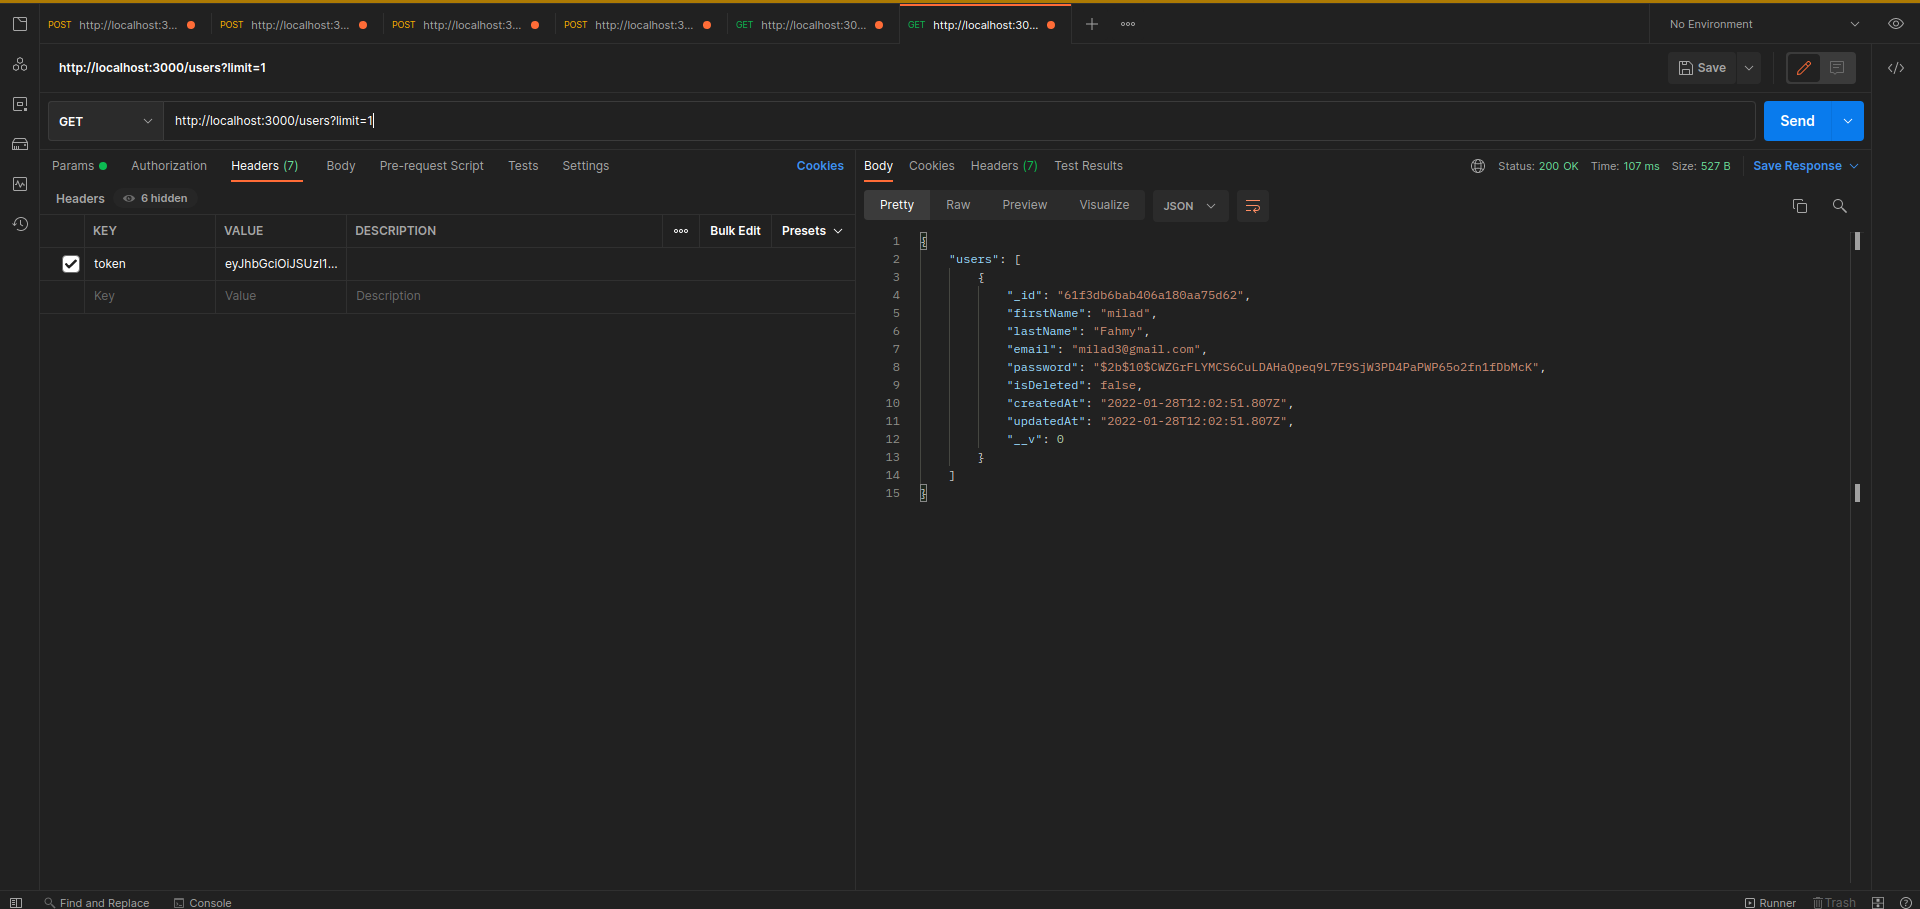 POST http://localhost:3... POST http://localhost:3... POST http://localhost:3... POST http://localhost:3... GET http://localhost:30... GET http://localhost:30... No Environment
http://localhost:3000/users?limit=1 Save
GET http://localhost:3000/users?limit=1 Send
Params Authorization Headers (7) Body Pre-request Script Tests Settings Cookies
Headers 6 hidden
KEY VALUE DESCRIPTION Bulk Edit Presets
token eyJhbGciOiJSUzI1...
Key Value Description
Body Cookies Headers (7) Test Results Status: 200 OK Time: 107 ms Size: 527 B Save Response
Pretty Raw Preview Visualize JSON
1 {
2 "users": [
3 {
4 "_id": "61f3db6bab406a180aa75d62",
5 "firstName": "milad",
6 "lastName": "Fahmy",
7 "email": "milad3@gmail.com",
8 "password": "$2b$10$CWZGrFLYMCS6CuLDAHaQpeq9L7E9SjW3PD4PaPWP65o2fn1fDbMcK",
9 "isDeleted": false,
10 "createdAt": "2022-01-28T12:02:51.807Z",
11 "updatedAt": "2022-01-28T12:02:51.807Z",
12 "__v": 0
13 }
14 ]
15 }
Find and Replace Console Runner Trash